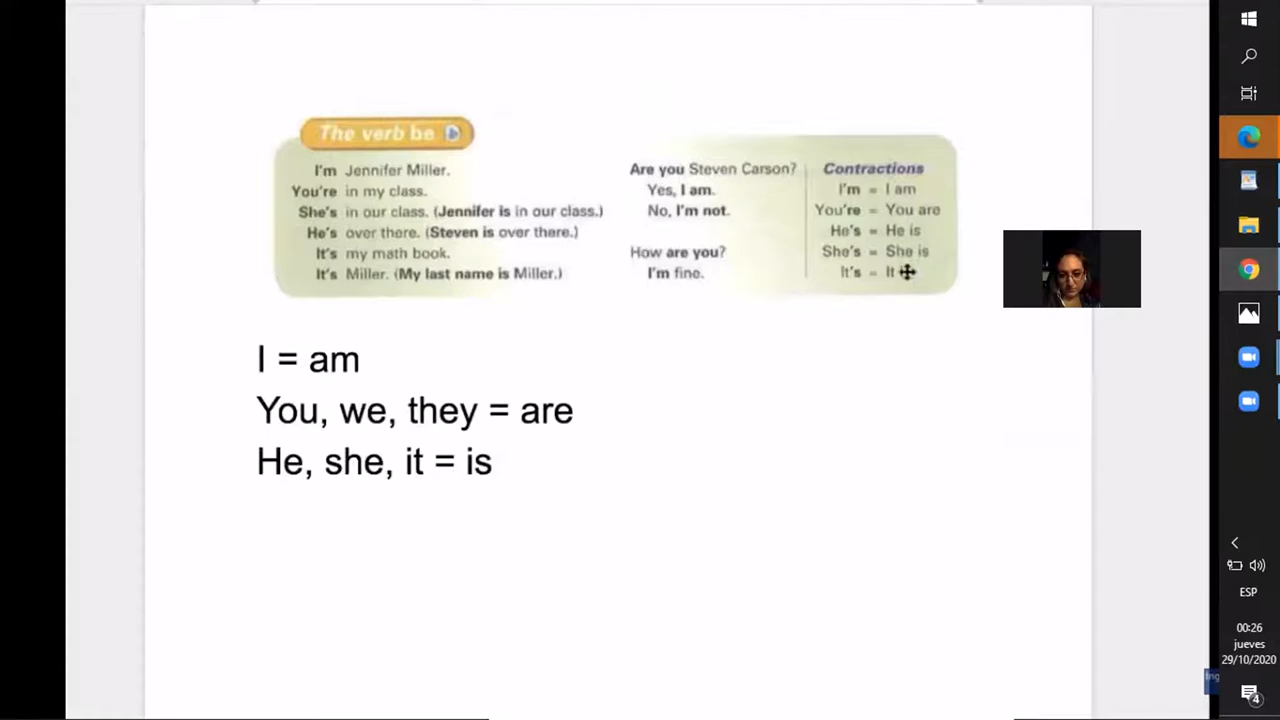 The verb be
I'm Jennifer Miller.
You're in my class.
She's in our class. (Jennifer is in our class.)
He's over there. (Steven is over there.)
It's my math book.
It's Miller. (My last name is Miller.)
Are you Steven Carson?
Yes, I am.
No, I'm not.
How are you?
I'm fine.
Contractions
I'm = I am
You're = You are
He's = He is
She's = She is
It's = It
I = am
You, we, they = are
He, she, it = is
ESP
00:26
jueves
29/10/2020
4